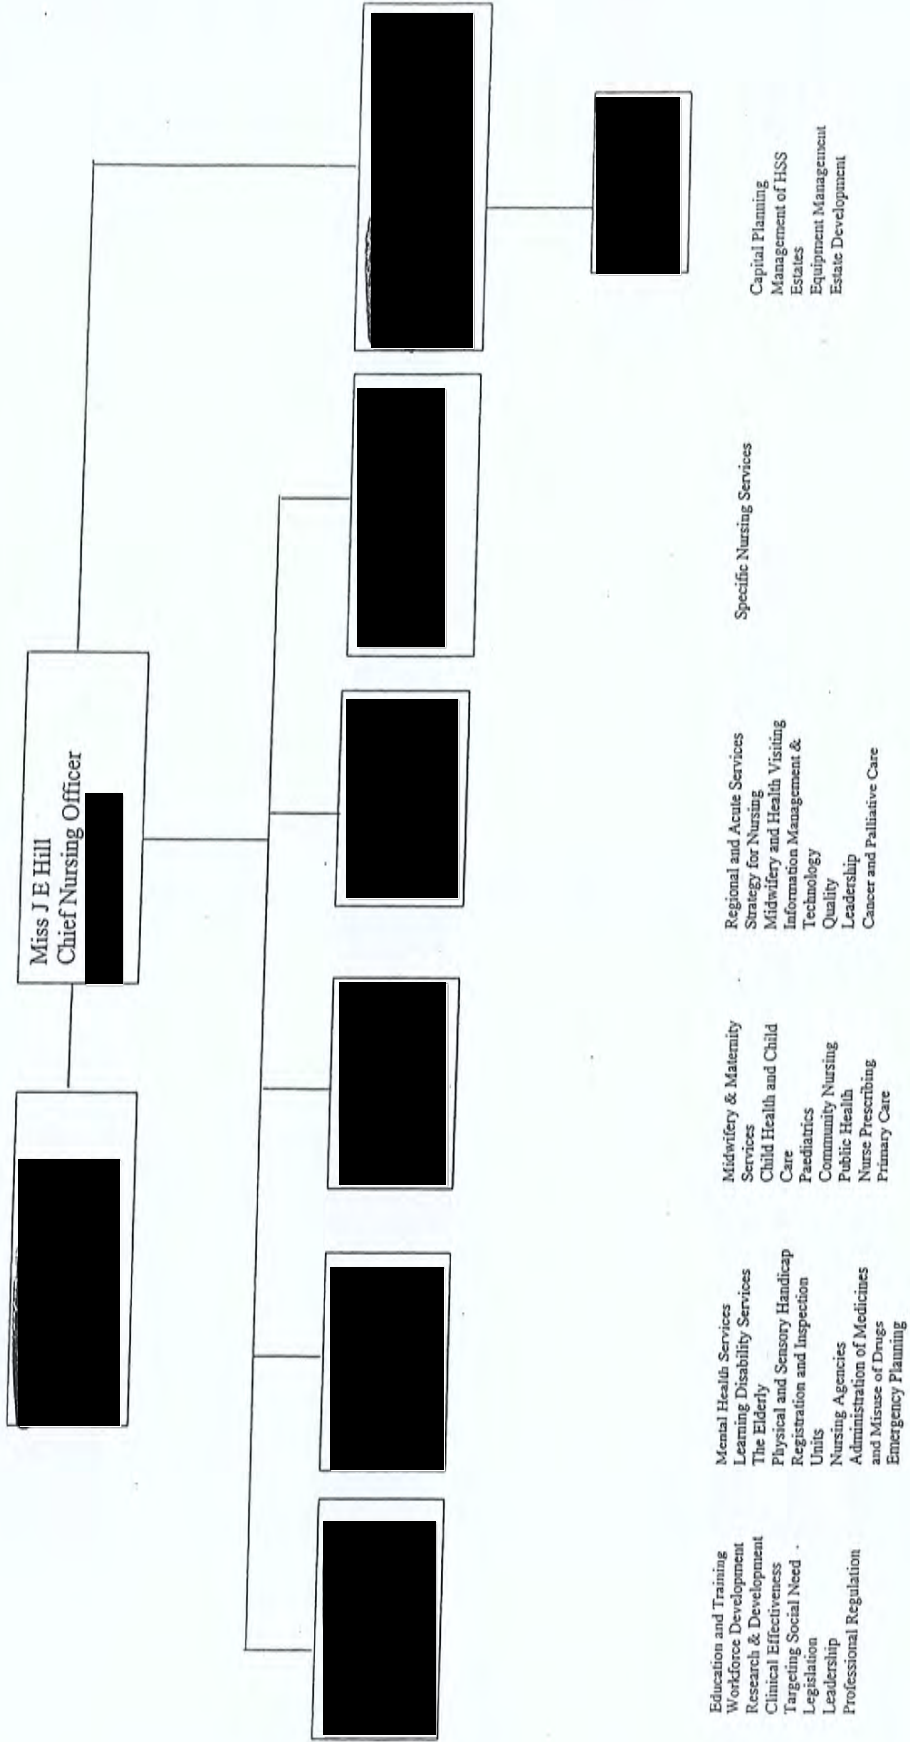 Miss J E Hill
Chief Nursing Officer
Education and Training
Workforce Development
Research & Development
Clinical Effectiveness
Targeting Social Need
Legislation
Leadership
Professional Regulation
Mental Health Services
Learning Disability Services
The Elderly
Physical and Sensory Handicap
Registration and Inspection
Units
Nursing Agencies
Administration of Medicines
and Misuse of Drugs
Emergency Planning
Midwifery & Maternity
Services
Child Health and Child
Care
Paediatrics
Community Nursing
Public Health
Nurse Prescribing
Primary Care
Regional and Acute Services
Strategy for Nursing
Midwifery and Health Visiting
Information Management &
Technology
Quality
Leadership
Cancer and Palliative Care
Specific Nursing Services
Capital Planning
Management of HSS
Estates
Equipment Management
Estate Development